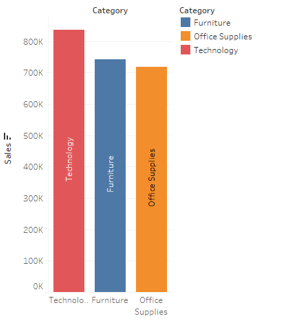 Category
Category
Furniture
Office Supplies
Technology
800K
700K
600K
500K
400K
300K
200K
100K
0K
Sales
Technology
Furniture
Office Supplies
Technolo..
Furniture
Office
Supplies